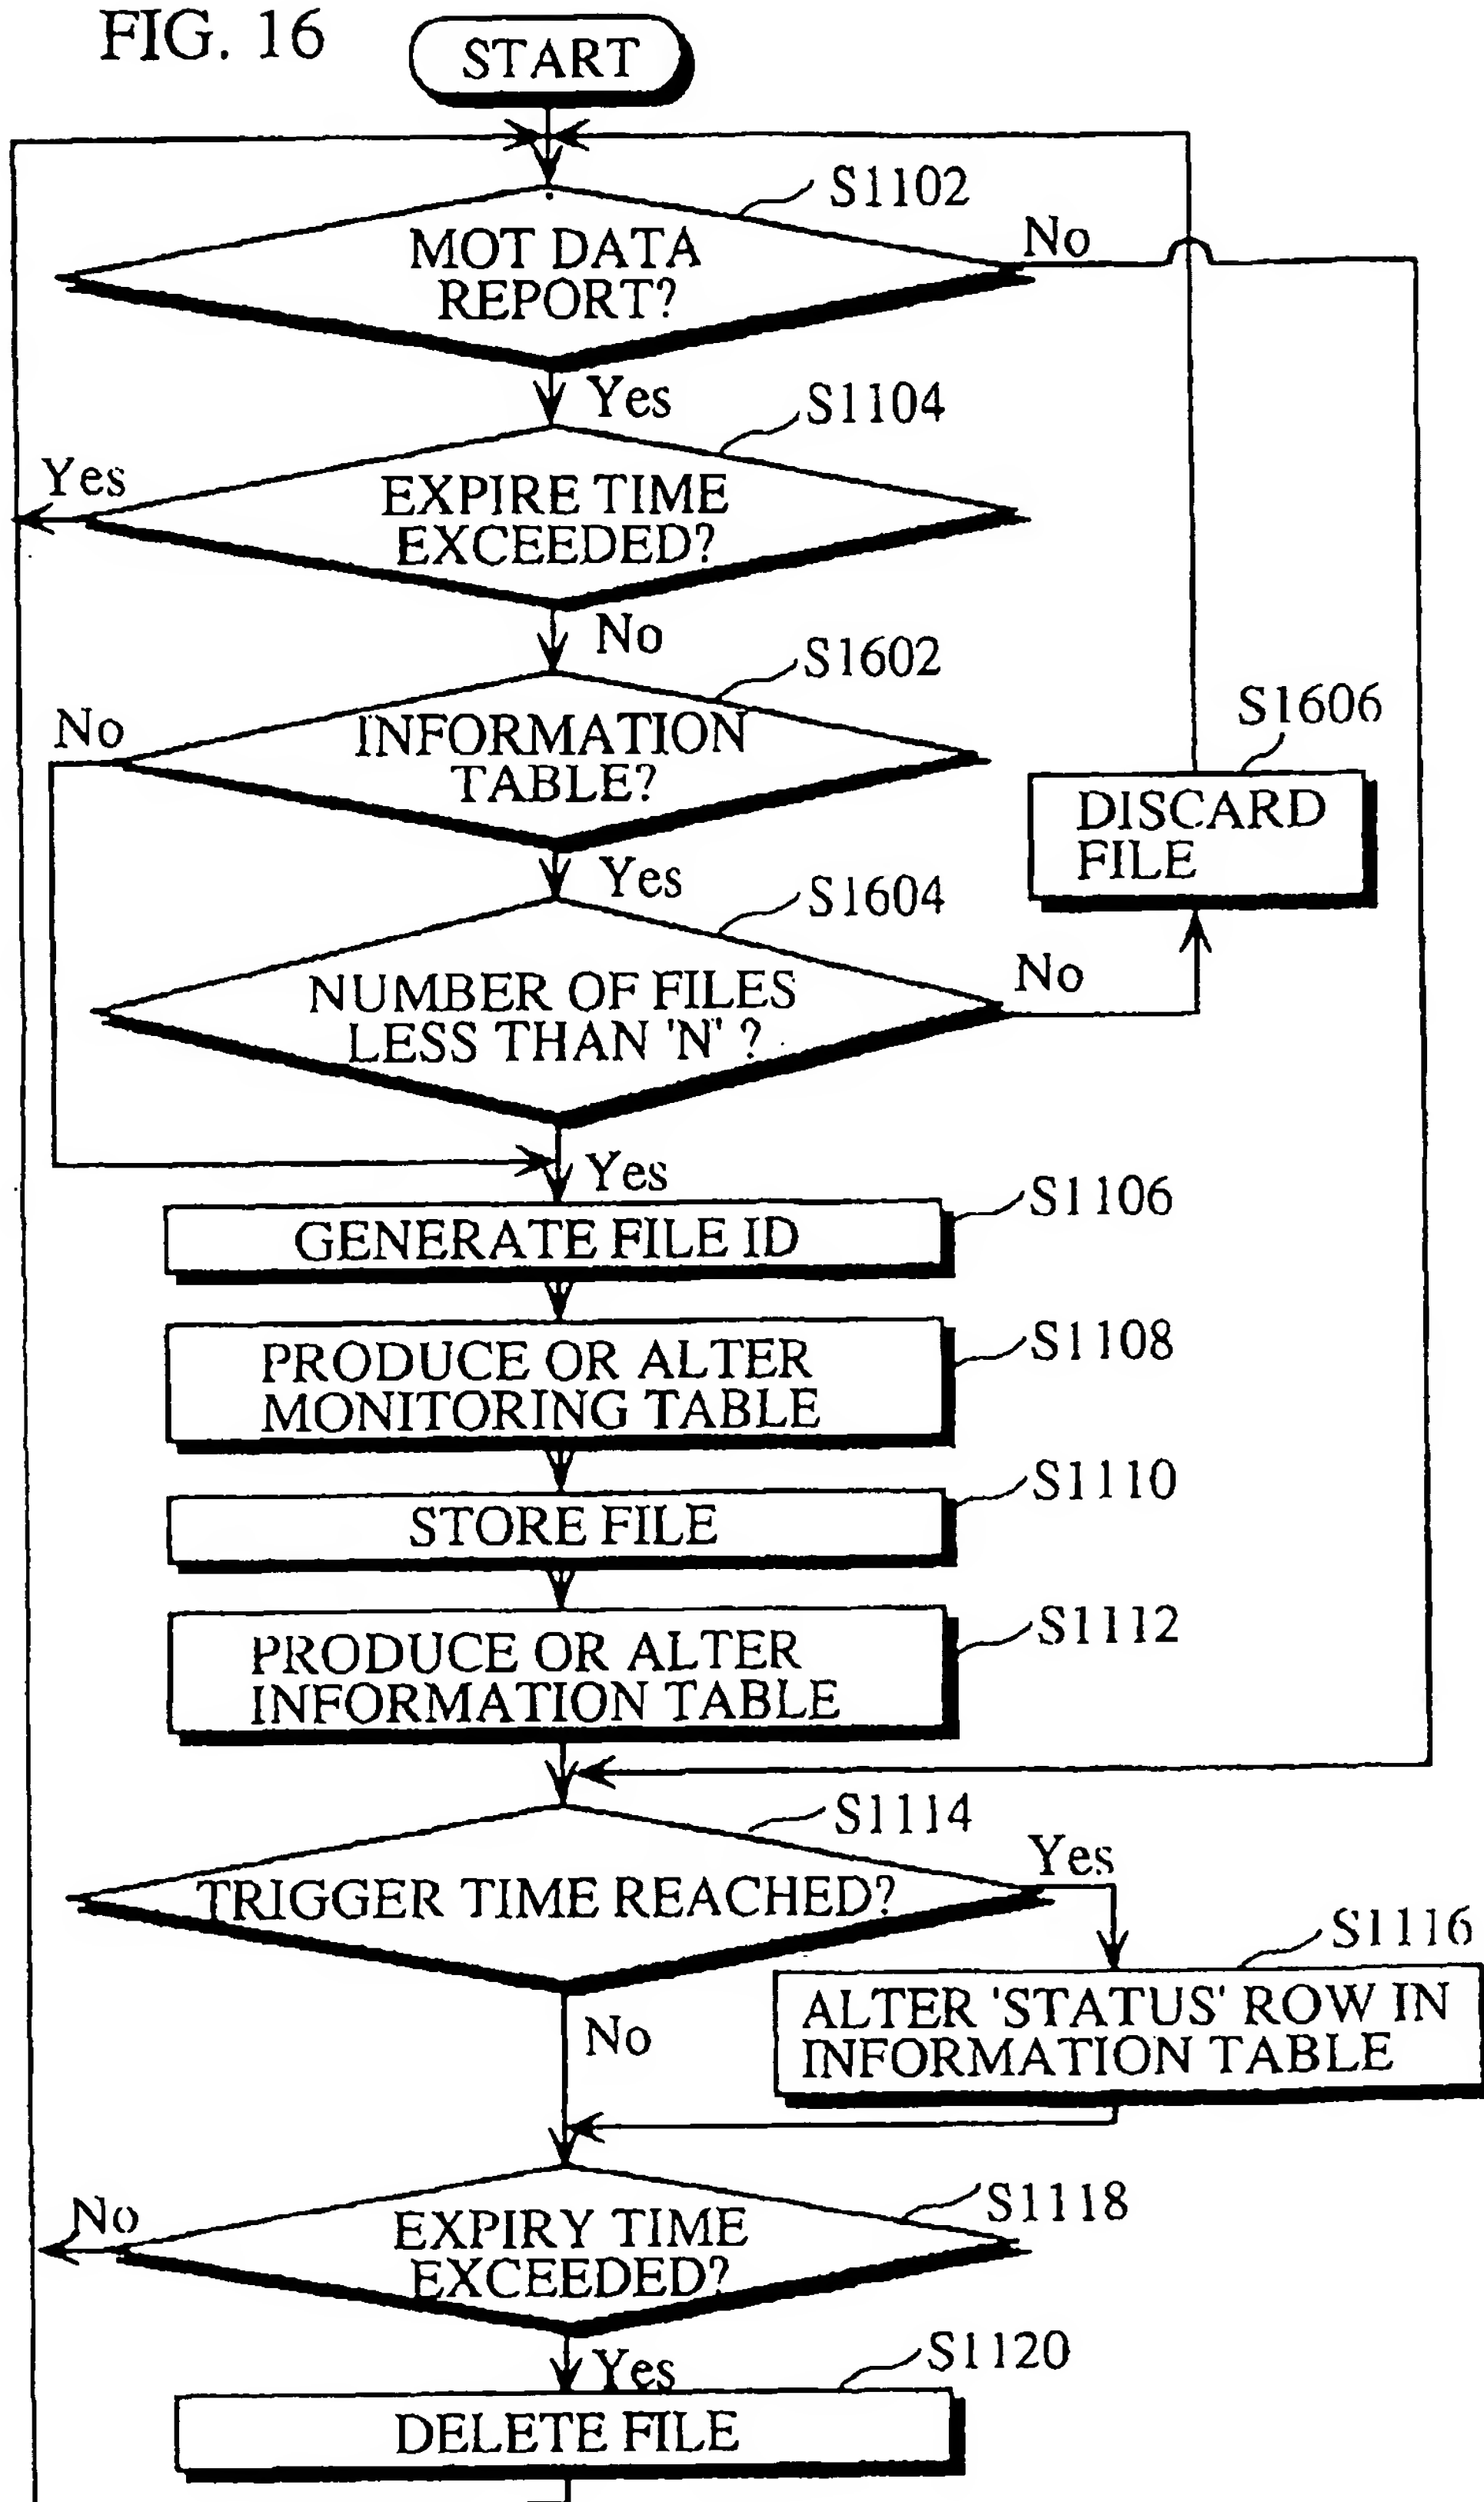 FIG. 16
START
S1102
MOT DATA
REPORT?
No
Yes
S1104
Yes
EXPIRE TIME
EXCEEDED?
No
S1602
No
INFORMATION
TABLE?
S1606
DISCARD
FILE
Yes
S1604
NUMBER OF FILES
LESS THAN 'N' ?
No
Yes
S1106
GENERATE FILE ID
S1108
PRODUCE OR ALTER
MONITORING TABLE
S1110
STORE FILE
S1112
PRODUCE OR ALTER
INFORMATION TABLE
S1114
Yes
TRIGGER TIME REACHED?
S1116
ALTER 'STATUS' ROW IN
INFORMATION TABLE
No
S1118
No
EXPIRY TIME
EXCEEDED?
Yes
S1120
DELETE FILE